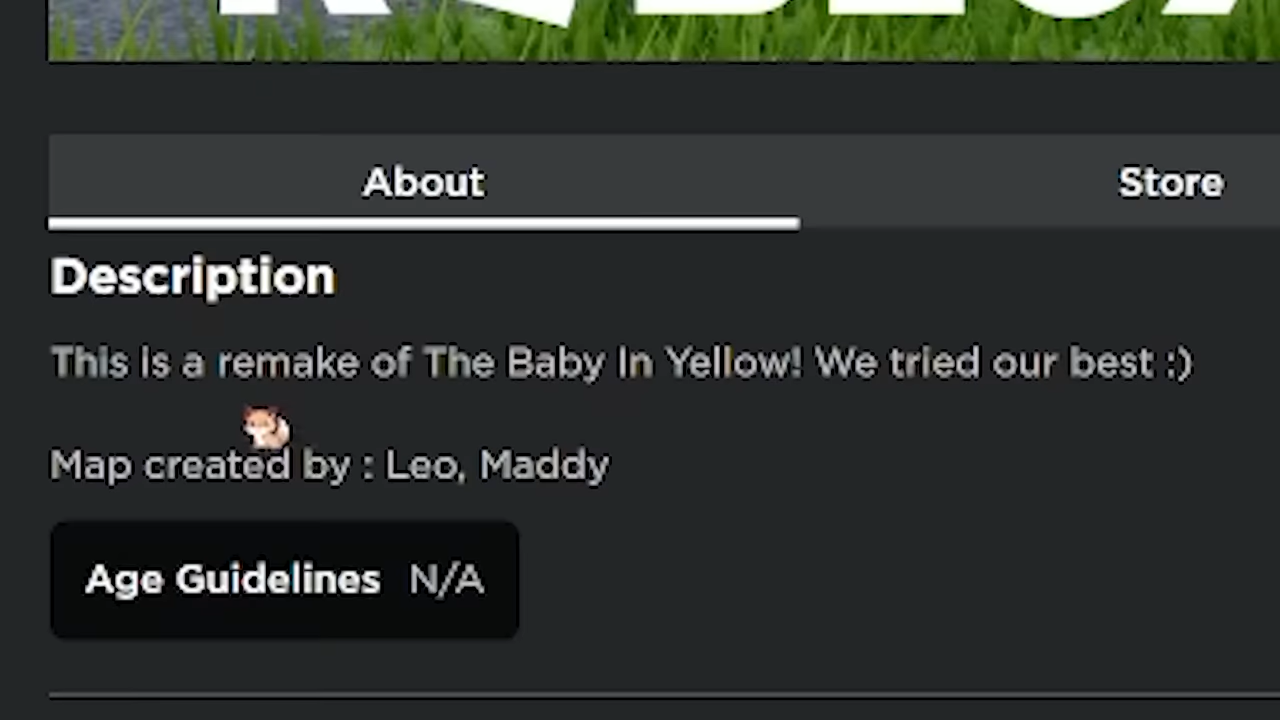 About
Store
Description
This is a remake of The Baby In Yellow! We tried our best :)
Map created by : Leo, Maddy
Age Guidelines N/A